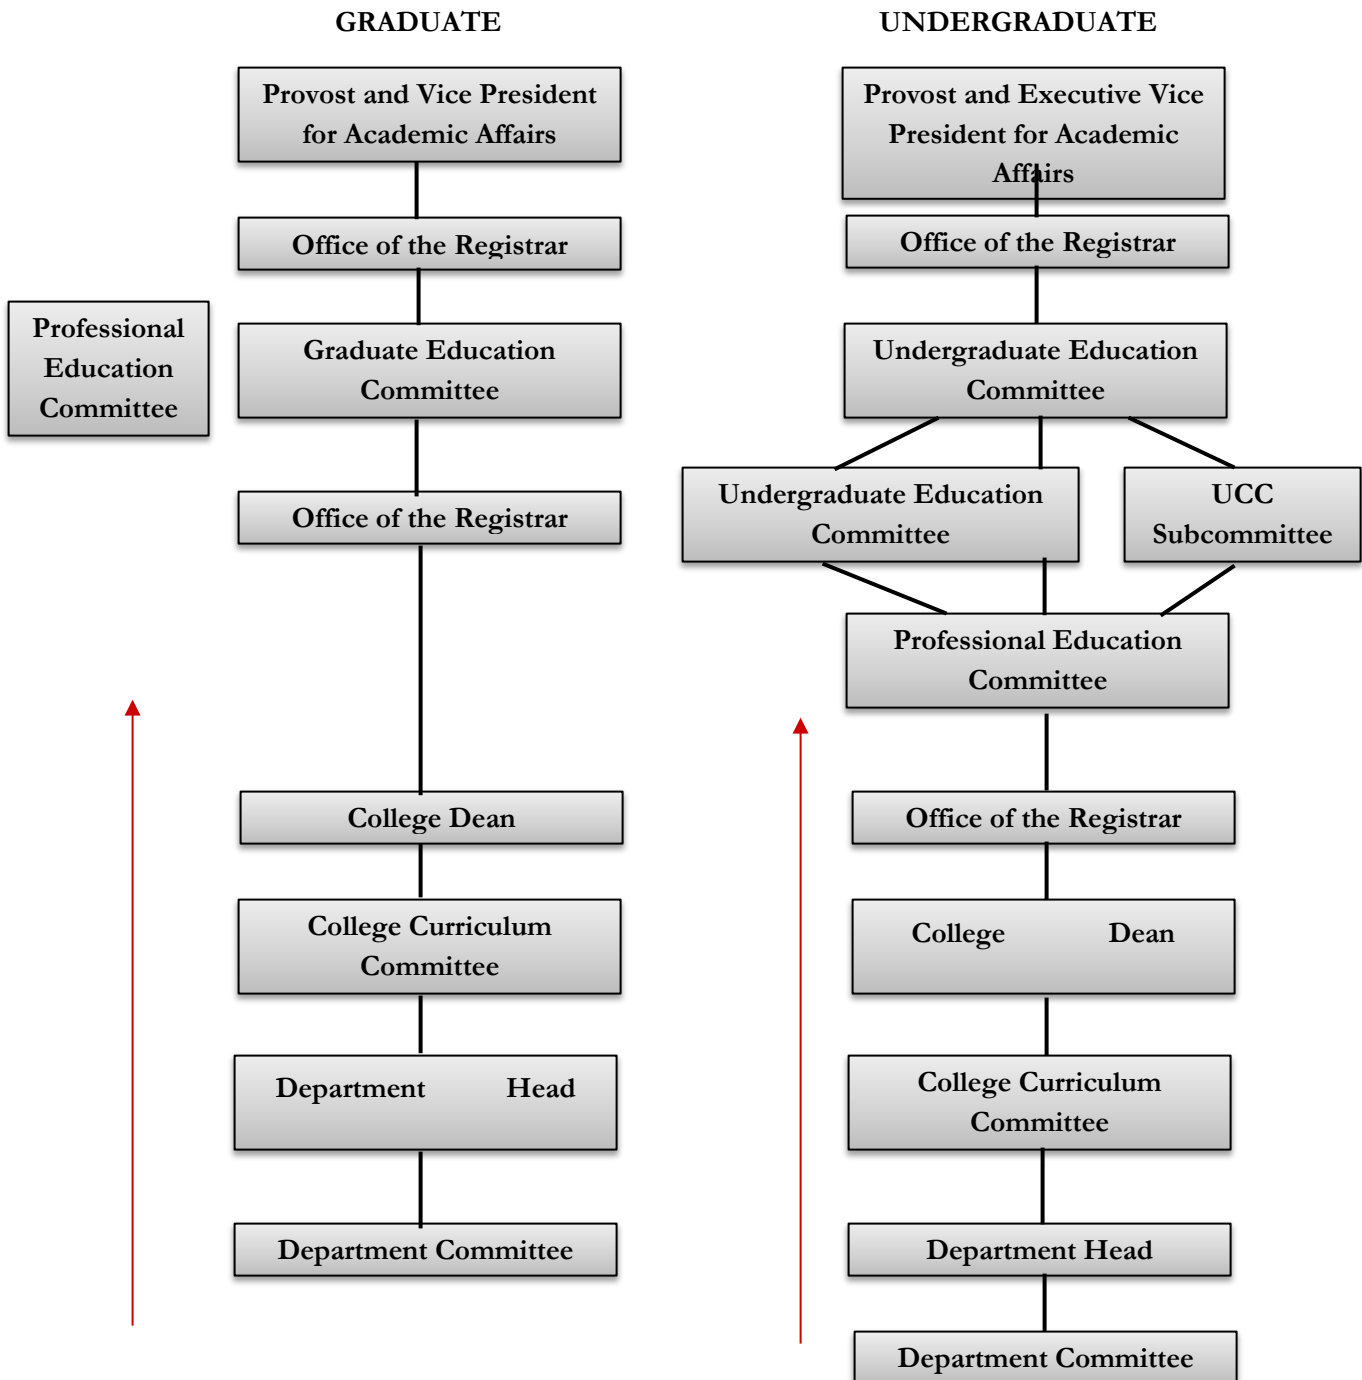 GRADUATE
Provost and Vice President
for Academic Affairs
Office of the Registrar
Professional
Education
Committee
Graduate Education
Committee
Office of the Registrar
College Dean
College Curriculum
Committee
Department Head
Department Committee
UNDERGRADUATE
Provost and Executive Vice
President for Academic
Affairs
Office of the Registrar
Undergraduate Education
Committee
Undergraduate Education
Committee
UCC
Subcommittee
Professional Education
Committee
Office of the Registrar
College Dean
College Curriculum
Committee
Department Head
Department Committee